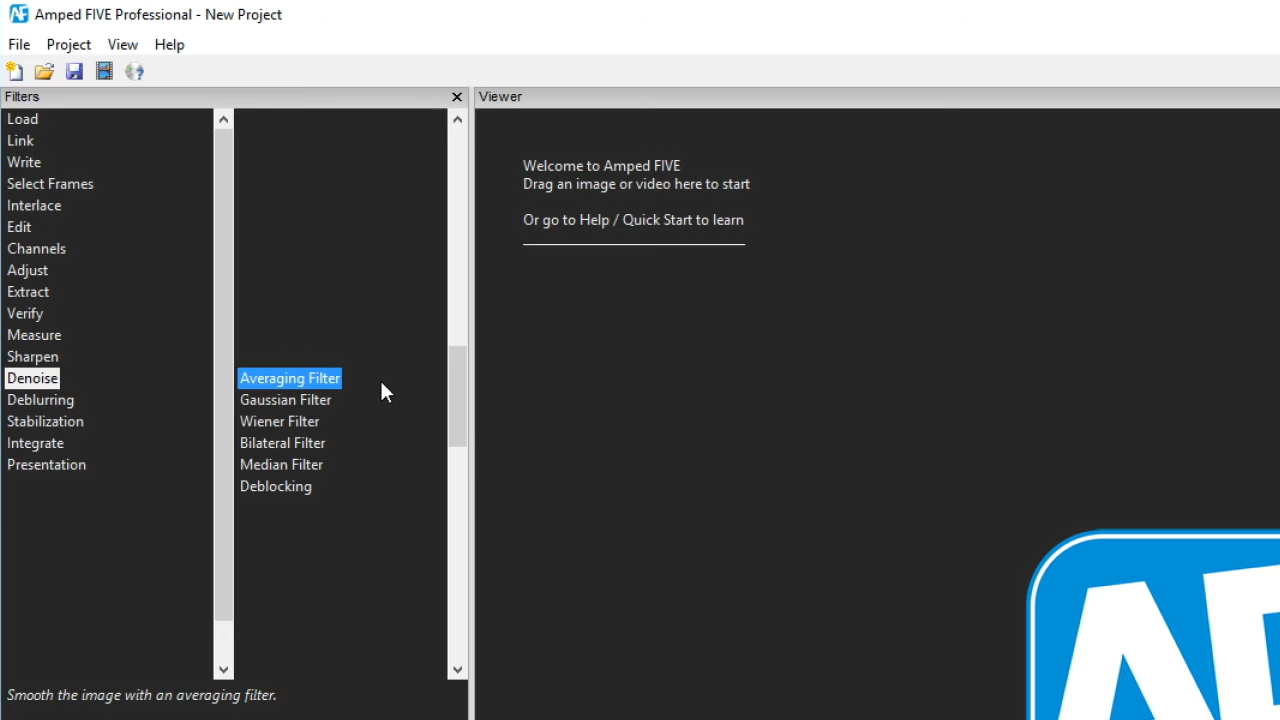 Amped FIVE Professional - New Project
File Project View Help
Filters
Viewer
Load
Link
Write
Select Frames
Interlace
Edit
Channels
Adjust
Extract
Verify
Measure
Sharpen
Denoise
Deblurring
Stabilization
Integrate
Presentation
Averaging Filter
Gaussian Filter
Wiener Filter
Bilateral Filter
Median Filter
Deblocking
Smooth the image with an averaging filter.
Welcome to Amped FIVE
Drag an image or video here to start
Or go to Help / Quick Start to learn
AF